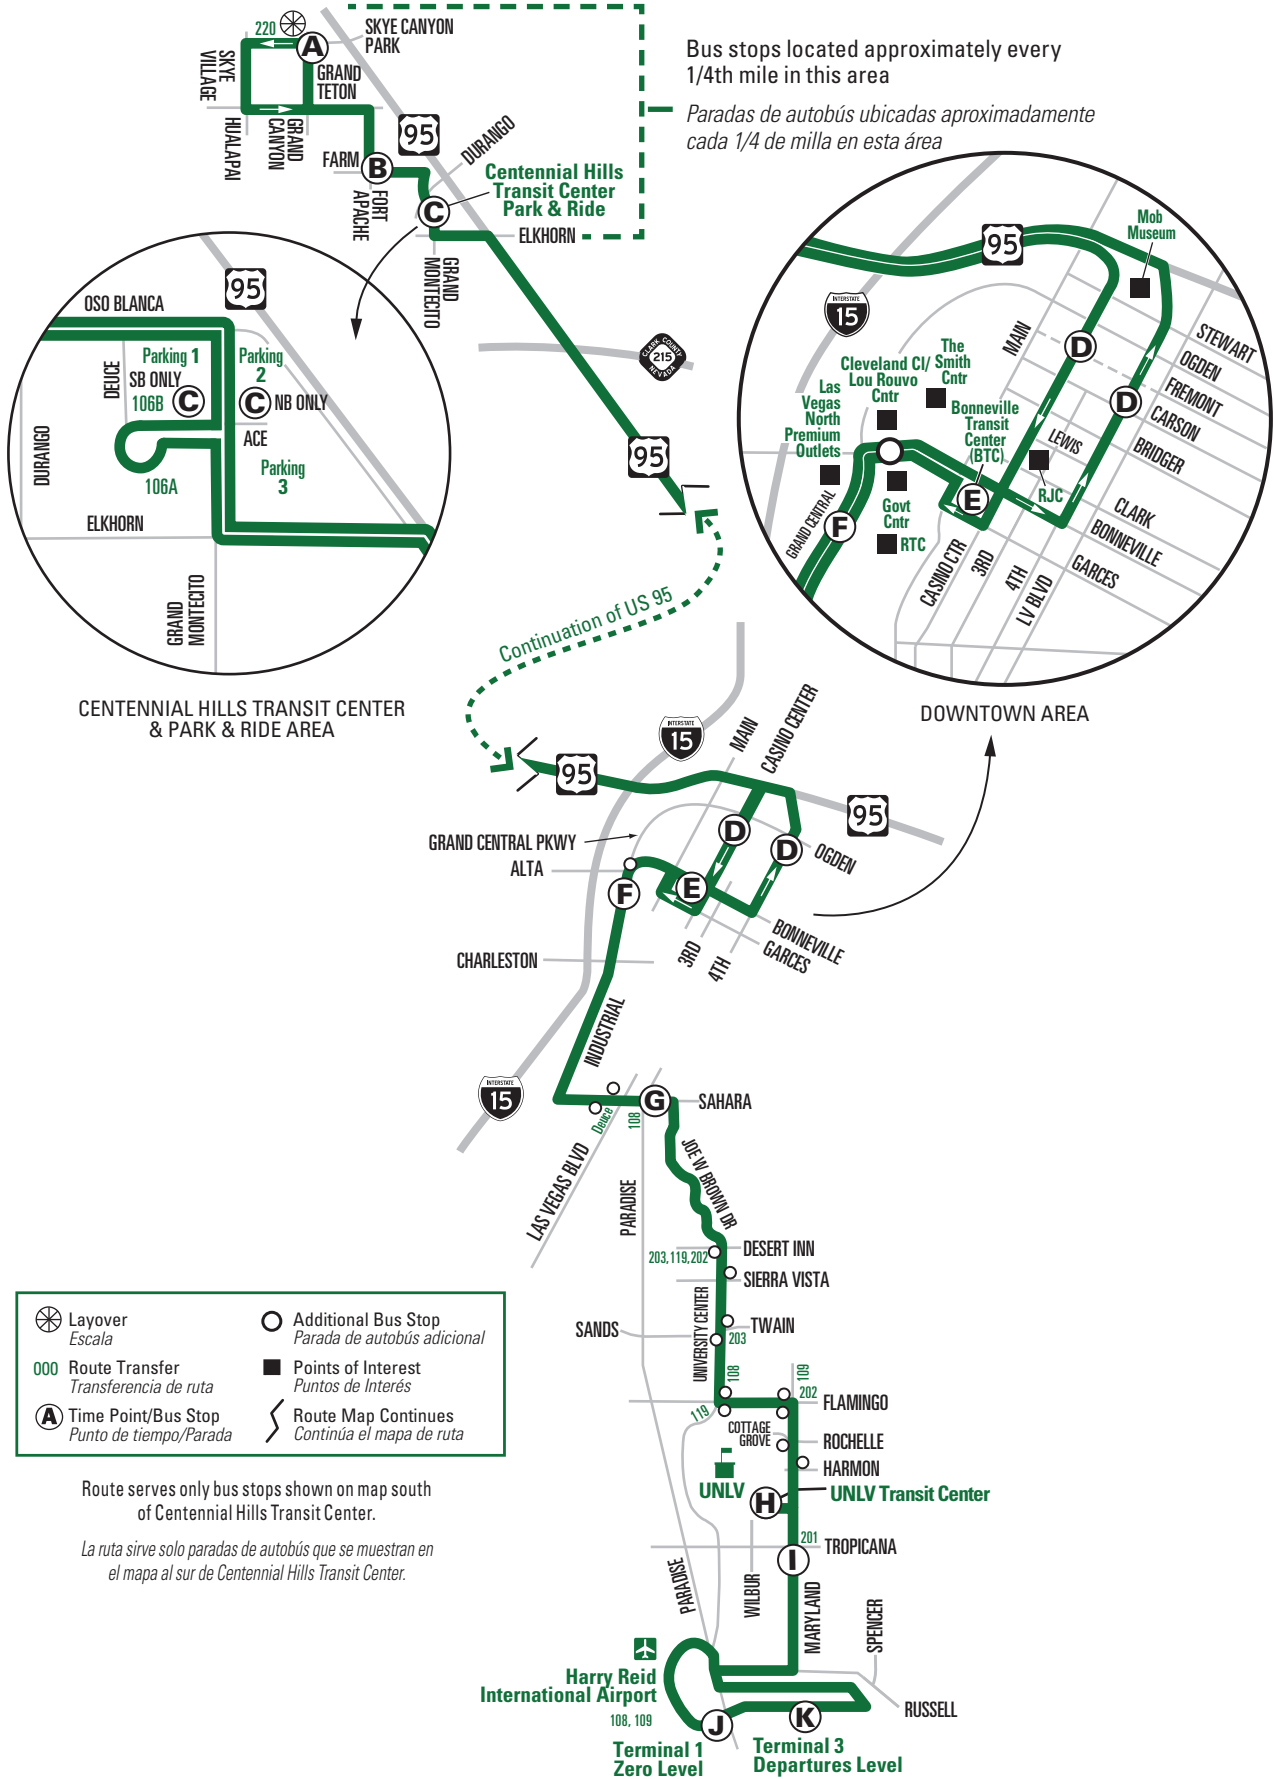 220
SKYE CANYON
PARK
A
SKYE
VILLAGE
GRAND
TETON
HUALAPAI
GRAND
CANYON
95
FARM
B
FORT
APACHE
DURANGO
Centennial Hills
Transit Center
Park & Ride
C
ELKHORN
GRAND
MONTECITO
Bus stops located approximately every
1/4th mile in this area
Paradas de autobús ubicadas aproximadamente
cada 1/4 de milla en esta área
OSO BLANCA
95
DEUCE
Parking 1
SB ONLY
106B
C
Parking
2
C
NB ONLY
ACE
DURANGO
106A
Parking
3
ELKHORN
GRAND
MONTECITO
CENTENNIAL HILLS TRANSIT CENTER
& PARK & RIDE AREA
CLARK COUNTY
215
NEVADA
95
Continuation of US 95
95
Mob
Museum
INTERSTATE
15
MAIN
D
STEWART
OGDEN
FREMONT
CARSON
BRIDGER
The
Smith
Cntr
Cleveland Cl/
Lou Rouvo
Cntr
Las
Vegas
North
Premium
Outlets
Bonneville
Transit
Center
(BTC)
D
LEWIS
RJC
E
GRAND CENTRAL
F
Govt
Cntr
RTC
CLARK
BONNEVILLE
GARCES
CASINO CTR
3RD
4TH
LV BLVD
DOWNTOWN AREA
INTERSTATE
15
MAIN
CASINO CENTER
95
95
GRAND CENTRAL PKWY
ALTA
D
D
OGDEN
F
E
BONNEVILLE
GARCES
3RD
4TH
CHARLESTON
INDUSTRIAL
INTERSTATE
15
Deuce
108
G
SAHARA
LAS VEGAS BLVD
PARADISE
JOE W BROWN DR
203,119,202
DESERT INN
SIERRA VISTA
UNIVERSITY CENTER
SANDS
TWAIN
203
108
109
202
FLAMINGO
119
COTTAGE
GROVE
ROCHELLE
HARMON
UNLV
H
UNLV Transit Center
201
TROPICANA
I
PARADISE
WILBUR
MARYLAND
SPENCER
Harry Reid
International Airport
108, 109
RUSSELL
J
K
Terminal 1
Zero Level
Terminal 3
Departures Level
Layover
Escala
000
Route Transfer
Transferencia de ruta
A
Time Point/Bus Stop
Punto de tiempo/Parada
Additional Bus Stop
Parada de autobús adicional
Points of Interest
Puntos de Interés
Route Map Continues
Continúa el mapa de ruta
Route serves only bus stops shown on map south
of Centennial Hills Transit Center.
La ruta sirve solo paradas de autobús que se muestran en
el mapa al sur de Centennial Hills Transit Center.